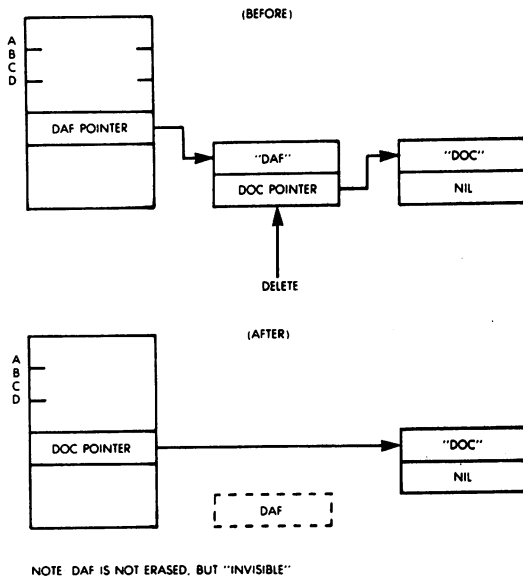 (BEFORE)
A
B
C
D
DAF POINTER
"DAF"
DOC POINTER
"DOC"
NIL
DELETE
(AFTER)
A
B
C
D
DOC POINTER
"DOC"
NIL
DAF
NOTE DAF IS NOT ERASED, BUT "INVISIBLE"